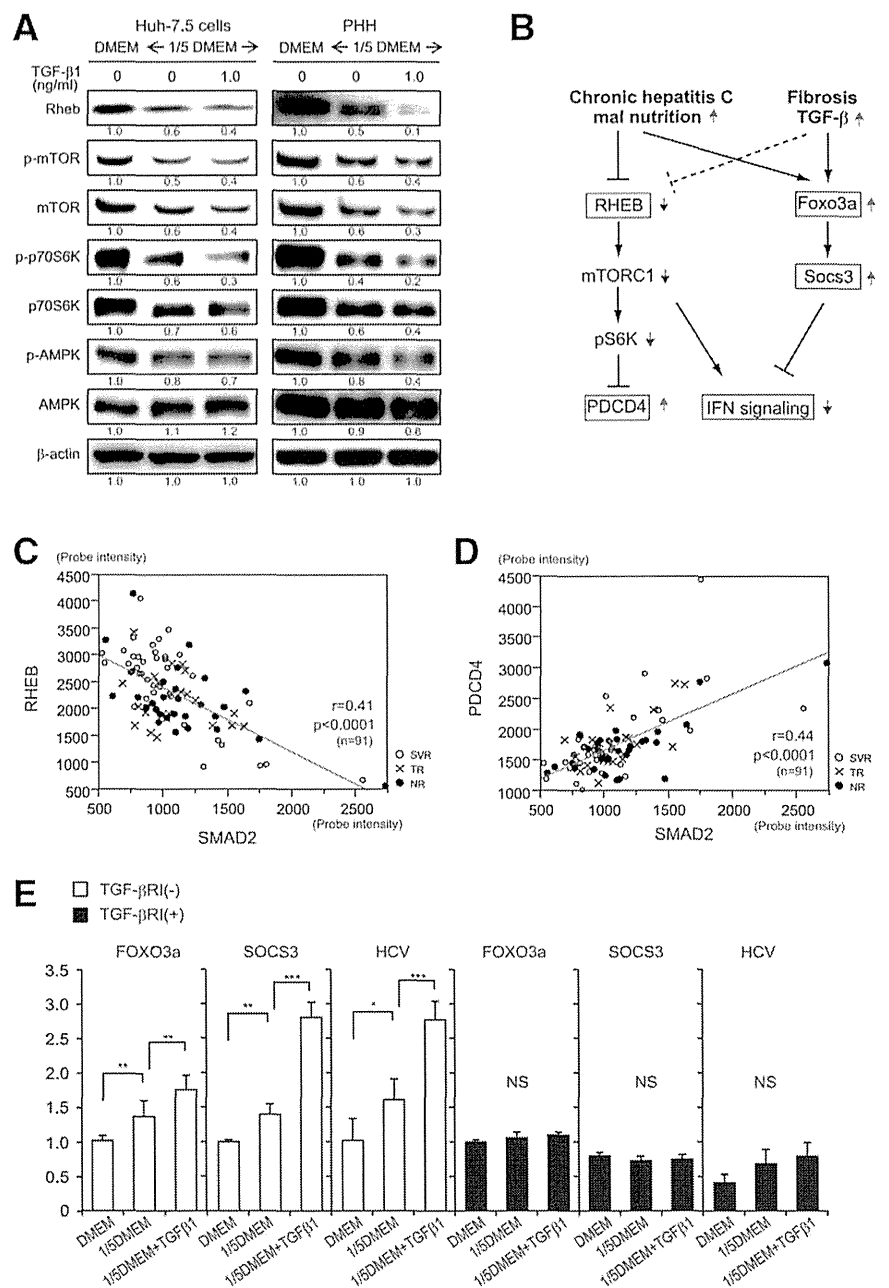 A
Huh-7.5 cells PHH
DMEM ← 1/5 DMEM → DMEM ← 1/5 DMEM →
TGF-β1 (ng/ml) 0 0 1.0 0 0 1.0
Rheb
1.0 0.6 0.4 1.0 0.5 0.1
p-mTOR
1.0 0.5 0.4 1.0 0.6 0.4
mTOR
1.0 0.6 0.4 1.0 0.6 0.3
p-p70S6K
1.0 0.6 0.3 1.0 0.4 0.2
p70S6K
1.0 0.7 0.6 1.0 0.6 0.4
p-AMPK
1.0 0.8 0.7 1.0 0.8 0.4
AMPK
1.0 1.1 1.2 1.0 0.9 0.6
β-actin
1.0 1.0 1.0 1.0 1.0 1.0
B
Chronic hepatitis C
mal nutrition ↑
Fibrosis
TGF-β ↑
RHEB ↓
Foxo3a ↑
mTORC1 ↓
Socs3 ↑
pS6K ↓
PDCD4 ↑
IFN signaling ↓
C
(Probe intensity)
4500
4000
3500
3000
2500
2000
1500
1000
500
RHEB
r=0.41
p<0.0001
(n=91)
SVR
TR
NR
500 1000 1500 2000 2500
(Probe intensity)
SMAD2
D
(Probe intensity)
4500
4000
3500
3000
2500
2000
1500
1000
PDCD4
r=0.44
p<0.0001
(n=91)
SVR
TR
NR
500 1000 1500 2000 2500
SMAD2 (Probe intensity)
E
TGF-βRI(-)
TGF-βRI(+)
FOXO3a SOCS3 HCV FOXO3a SOCS3 HCV
3.5
3.0
2.5
2.0
1.5
1.0
0.5
0
** **
** ***
* ***
NS NS NS
DMEM 1/5DMEM 1/5DMEM+TGFβ1 DMEM 1/5DMEM 1/5DMEM+TGFβ1 DMEM 1/5DMEM 1/5DMEM+TGFβ1 DMEM 1/5DMEM 1/5DMEM+TGFβ1 DMEM 1/5DMEM 1/5DMEM+TGFβ1 DMEM 1/5DMEM 1/5DMEM+TGFβ1